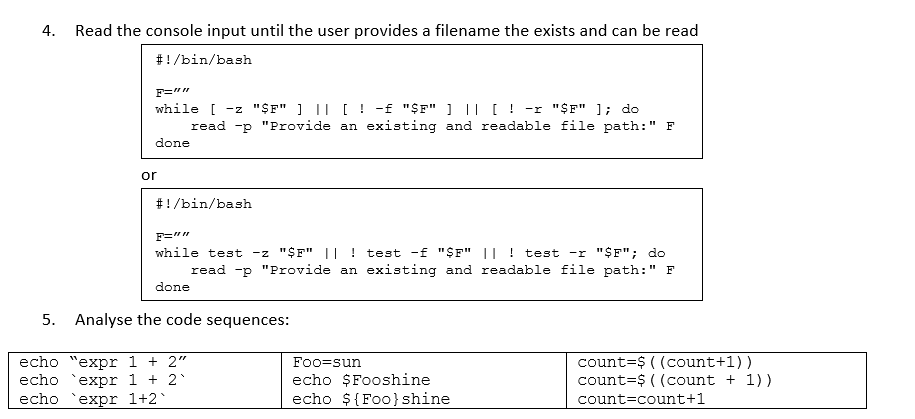 4. Read the console input until the user provides a filename the exists and can be read
#!/bin/bash
F=""
while [ -z "$F" ] || [ ! -f "$F" ] || [ ! -r "$F" ]; do
read -p "Provide an existing and readable file path:" F
done
or
#!/bin/bash
F=""
while test -z "$F" || ! test -f "$F" || ! test -r "$F"; do
read -p "Provide an existing and readable file path:" F
done
5. Analyse the code sequences:
echo “expr 1 + 2”
echo `expr 1 + 2`
echo `expr 1+2`
Foo=sun
echo $Fooshine
echo ${Foo}shine
count=$((count+1))
count=$((count + 1))
count=count+1